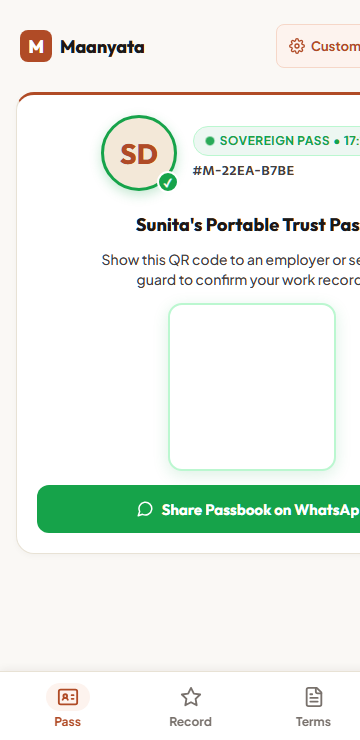 M Maanyata
Custom
SD
SOVEREIGN PASS • 17:
#M-22EA-B7BE
Sunita's Portable Trust Pas
Show this QR code to an employer or se
guard to confirm your work record
Share Passbook on WhatsAp
Pass
Record
Terms